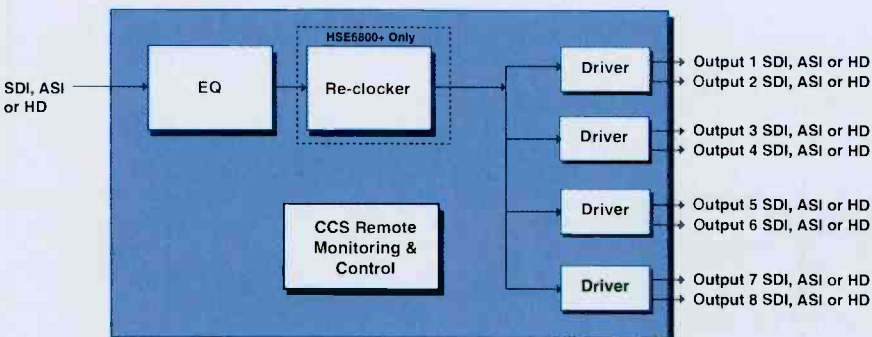 HSE6800+ Only
SDI, ASI
or HD
EQ
Re-clocker
Driver
Output 1 SDI, ASI or HD
Output 2 SDI, ASI or HD
Driver
Output 3 SDI, ASI or HD
Output 4 SDI, ASI or HD
CCS Remote
Monitoring &
Control
Driver
Output 5 SDI, ASI or HD
Output 6 SDI, ASI or HD
Driver
Output 7 SDI, ASI or HD
Output 8 SDI, ASI or HD